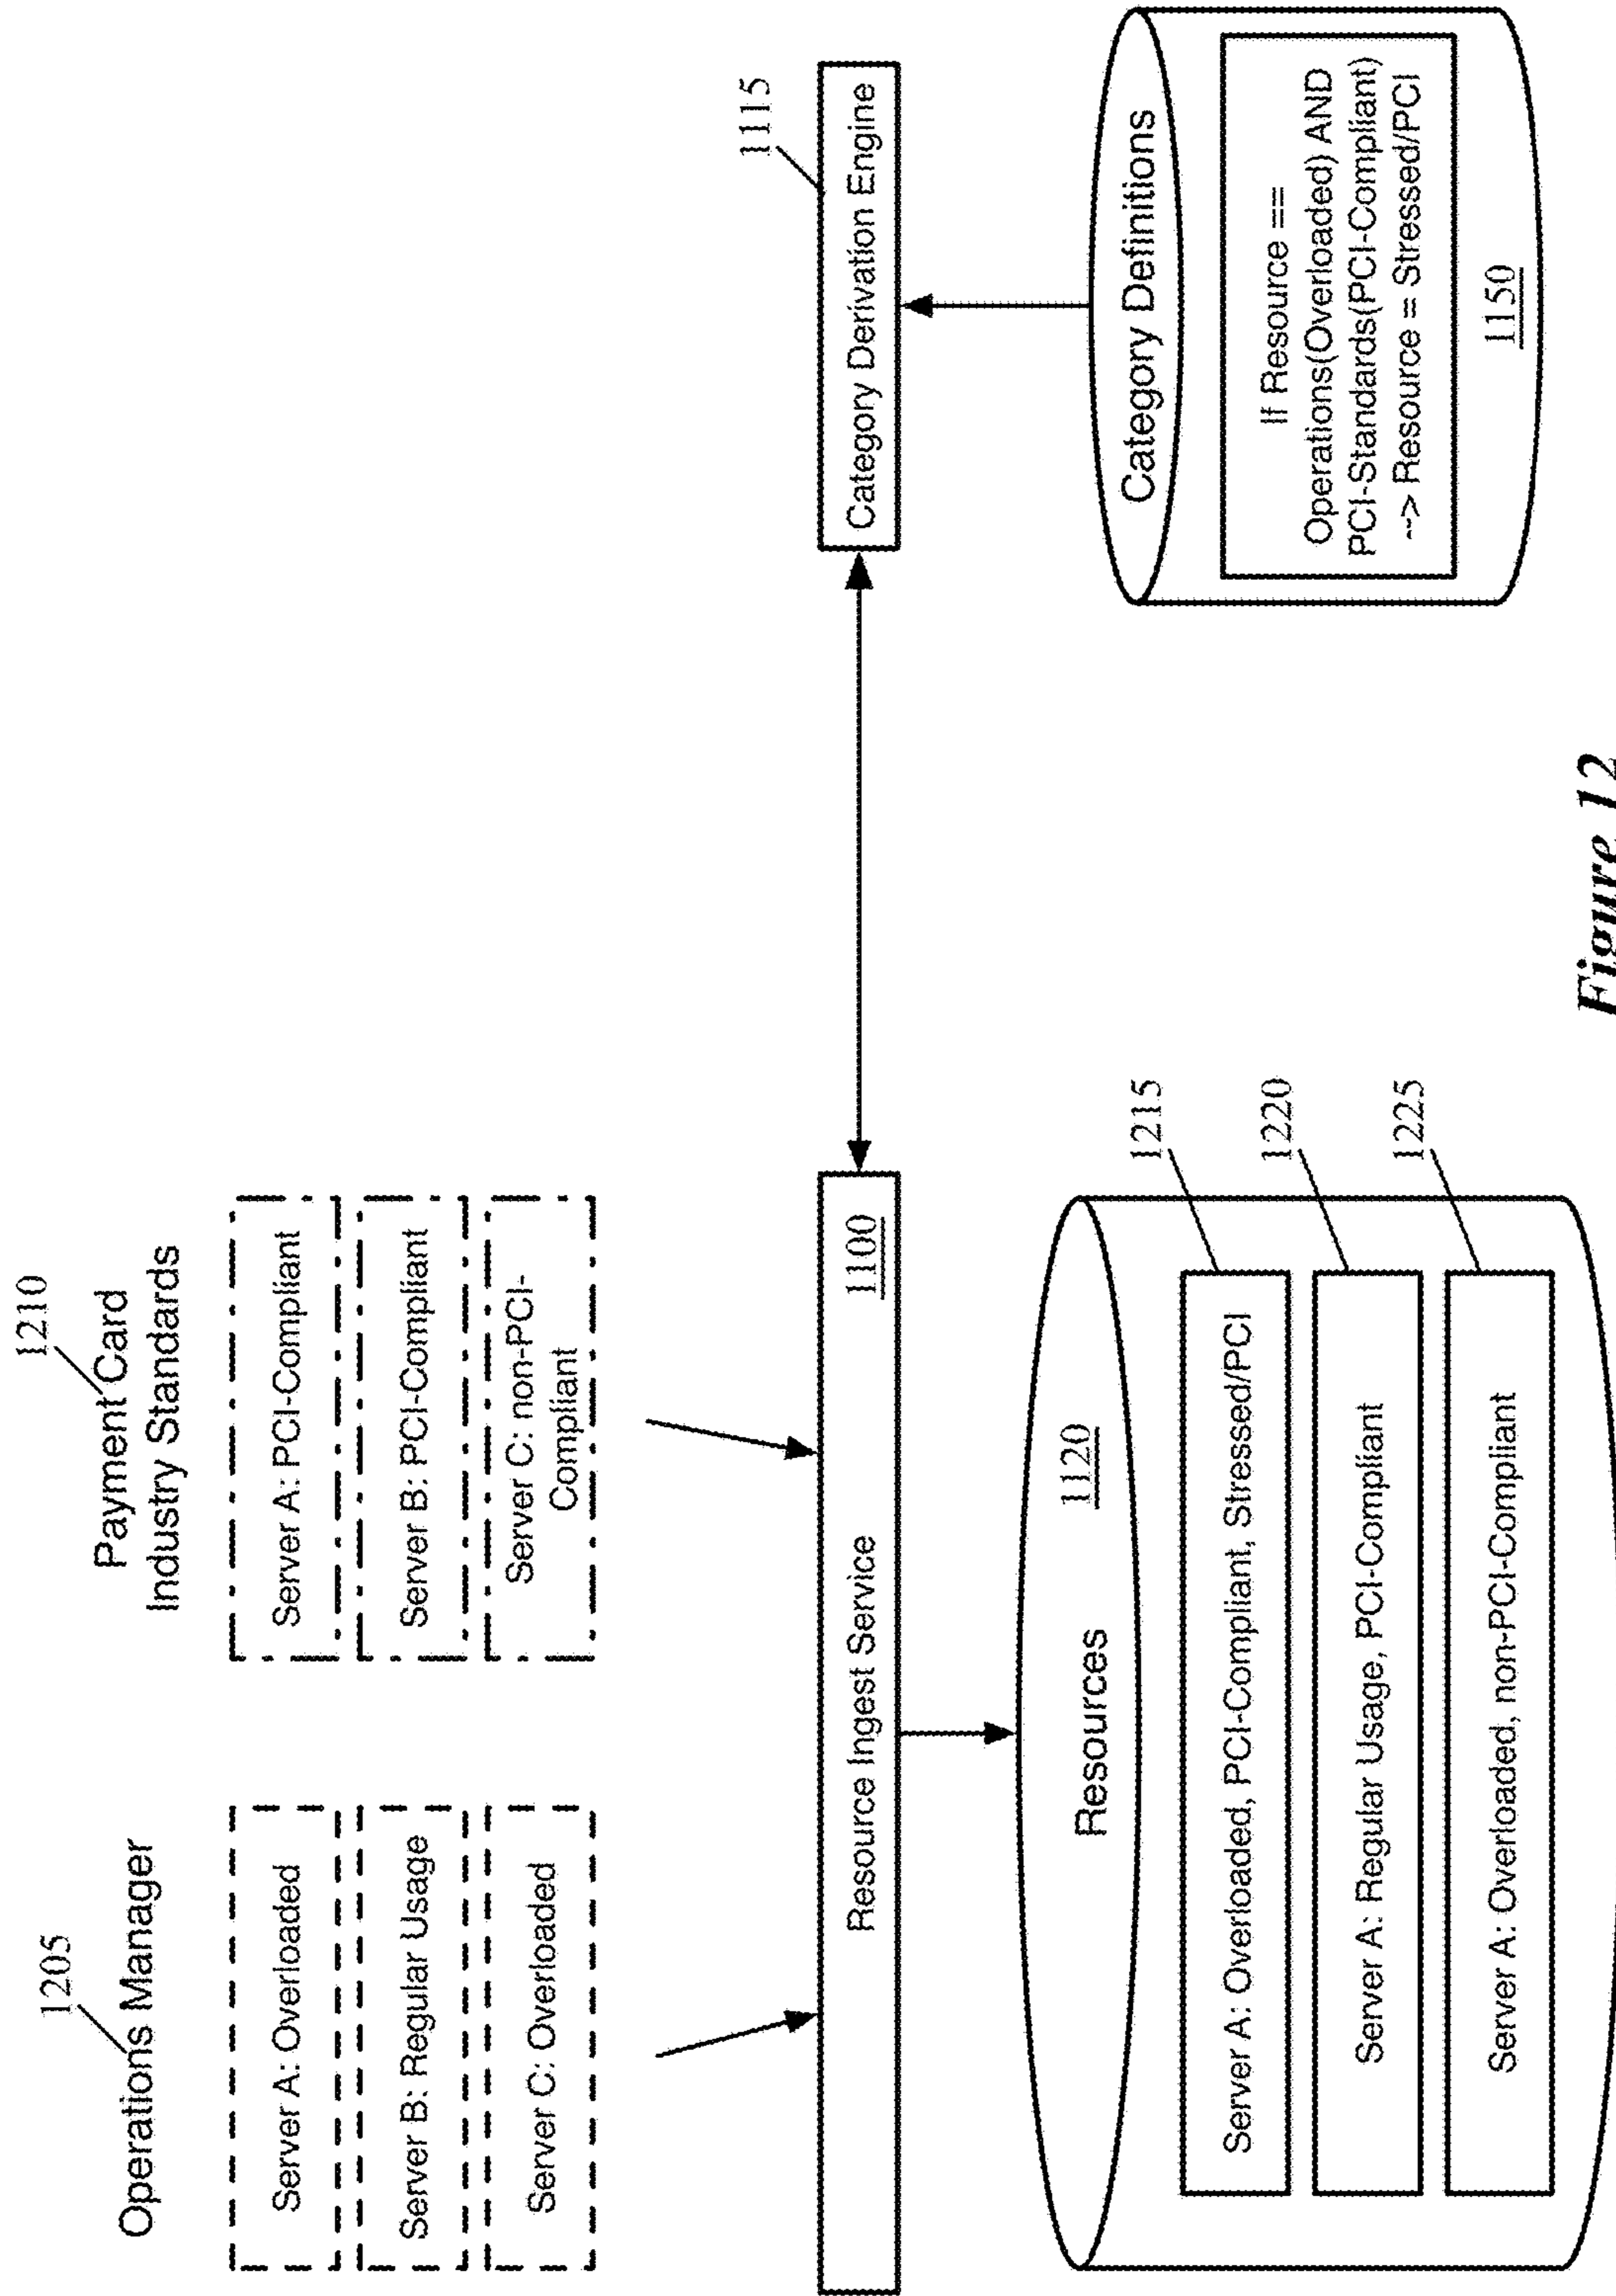 1205
Operations Manager
Server A: Overloaded
Server B: Regular Usage
Server C: Overloaded
1210
Payment Card
Industry Standards
Server A: PCI-Compliant
Server B: PCI-Compliant
Server C: non-PCI-
Compliant
Resource Ingest Service
1100
1115
Category Derivation Engine
Resources
1120
Server A: Overloaded, PCI-Compliant, Stressed/PCI
1215
Server A: Regular Usage, PCI-Compliant
1220
Server A: Overloaded, non-PCI-Compliant
1225
Category Definitions
If Resource ==
Operations(Overloaded) AND
PCI-Standards(PCI-Compliant)
--> Resource = Stressed/PCI
1150
Figure 12